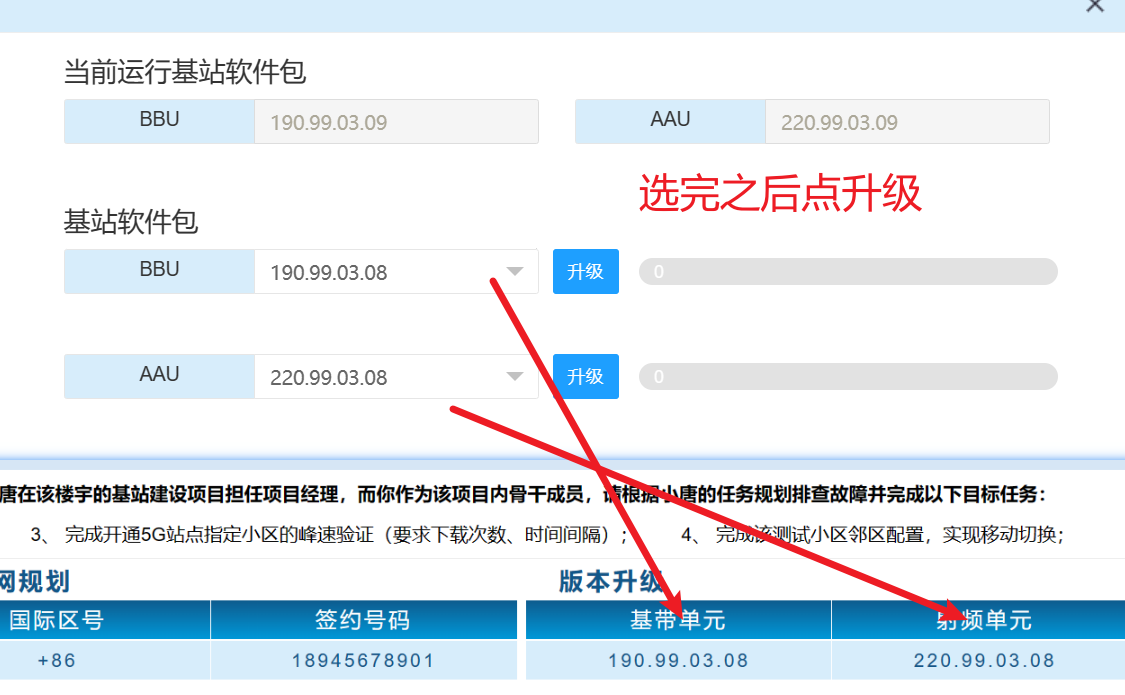 当前运行基站软件包
BBU 190.99.03.09 AAU 220.99.03.09
选完之后点升级
基站软件包
BBU 190.99.03.08 升级 0
AAU 220.99.03.08 升级 0
唐在该楼宇的基站建设项目担任项目经理，而你作为该项目内骨干成员，请根据小唐的任务规划排查故障并完成以下目标任务：
3、 完成开通5G站点指定小区的峰速验证（要求下载次数、时间间隔）； 4、 完成该测试小区邻区配置，实现移动切换；
网规划 版本升级
国际区号 签约号码 基带单元 射频单元
+86 18945678901 190.99.03.08 220.99.03.08